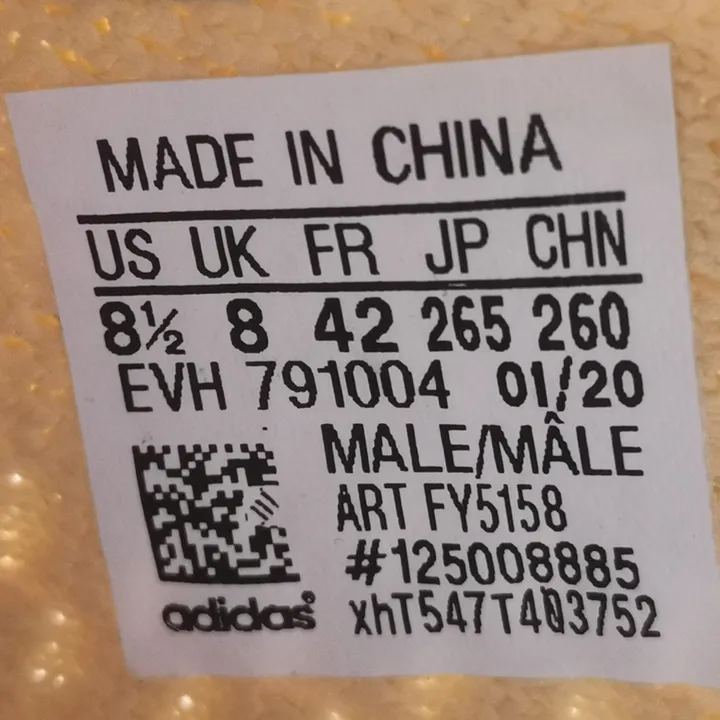 MADE IN CHINA
US UK FR JP CHN
8½ 8 42 265 260
EVH 791004 01/20
MALE/MÂLE
ART FY5158
#125008885
adidas® xhT547T403752